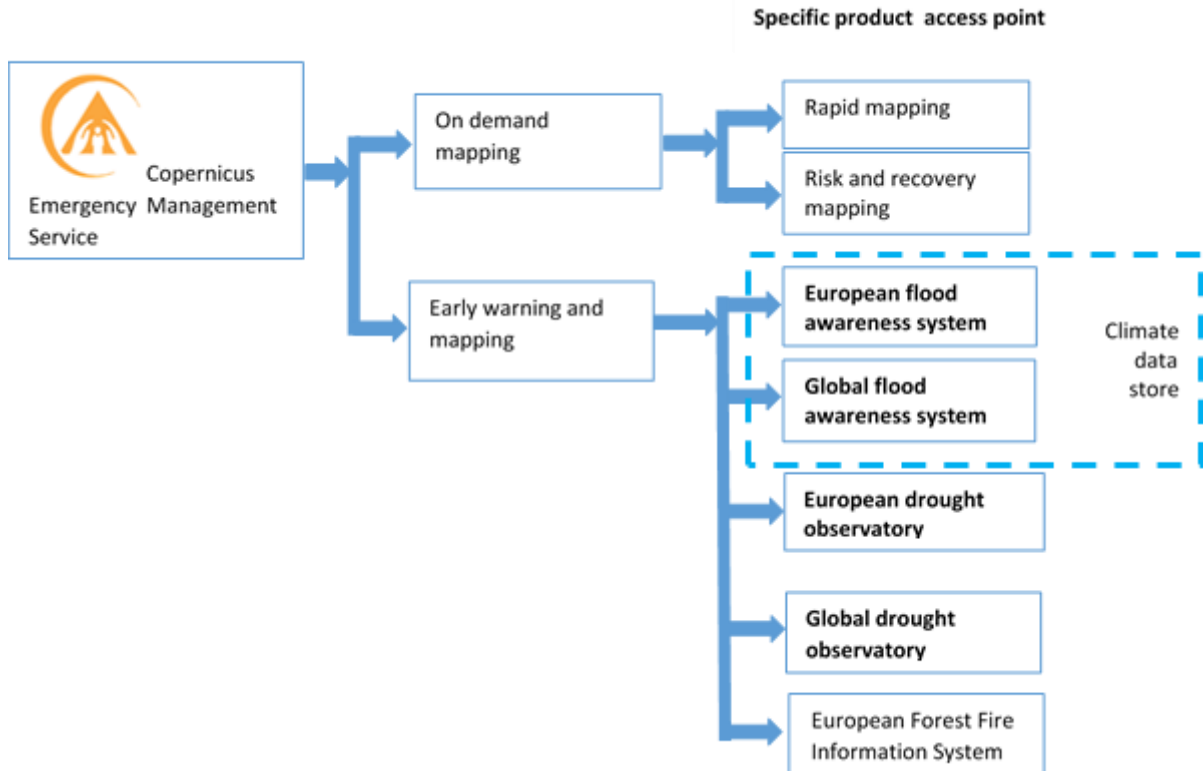 Specific product access point
Copernicus
Emergency Management
Service
On demand
mapping
Rapid mapping
Risk and recovery
mapping
Early warning and
mapping
European flood
awareness system
Global flood
awareness system
Climate
data
store
European drought
observatory
Global drought
observatory
European Forest Fire
Information System